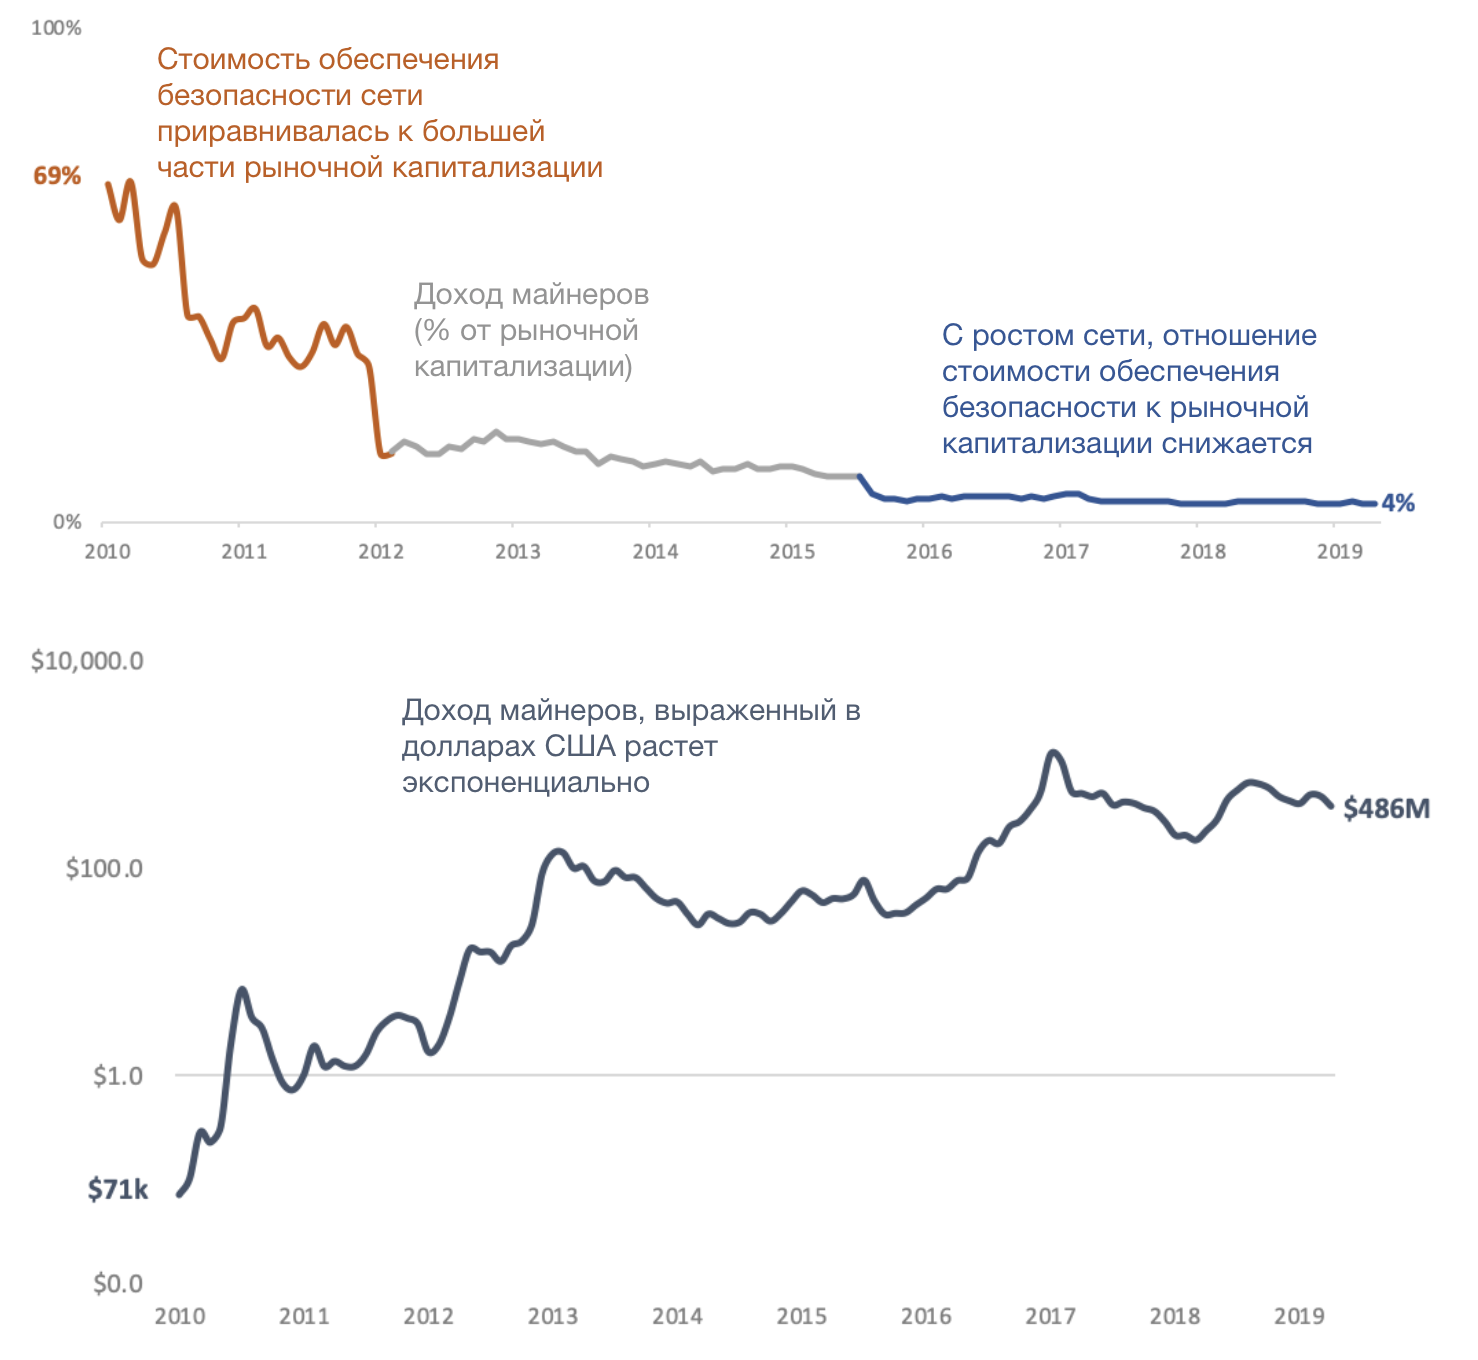 100%
Стоимость обеспечения
безопасности сети
приравнивалась к большей
части рыночной капитализации
69%
Доход майнеров
(% от рыночной
капитализации)
С ростом сети, отношение
стоимости обеспечения
безопасности к рыночной
капитализации снижается
4%
0%
2010 2011 2012 2013 2014 2015 2016 2017 2018 2019
$10,000.0
Доход майнеров, выраженный в
долларах США растет
экспоненциально
$486M
$100.0
$1.0
$71k
$0.0
2010 2011 2012 2013 2014 2015 2016 2017 2018 2019